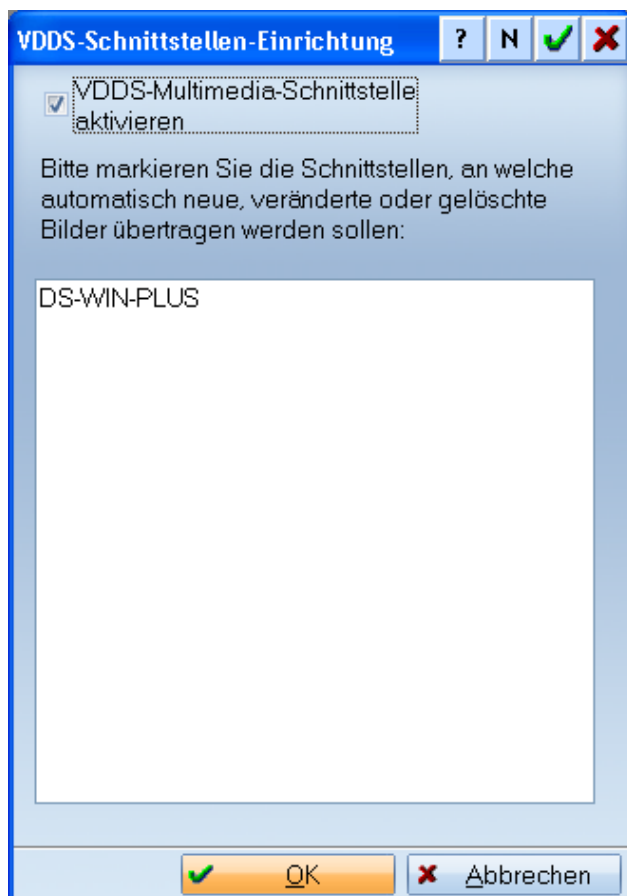 VDDS-Schnittstellen-Einrichtung ? N
VDDS-Multimedia-Schnittstelle
aktivieren
Bitte markieren Sie die Schnittstellen, an welche
automatisch neue, veränderte oder gelöschte
Bilder übertragen werden sollen:
DS-WIN-PLUS
OK Abbrechen